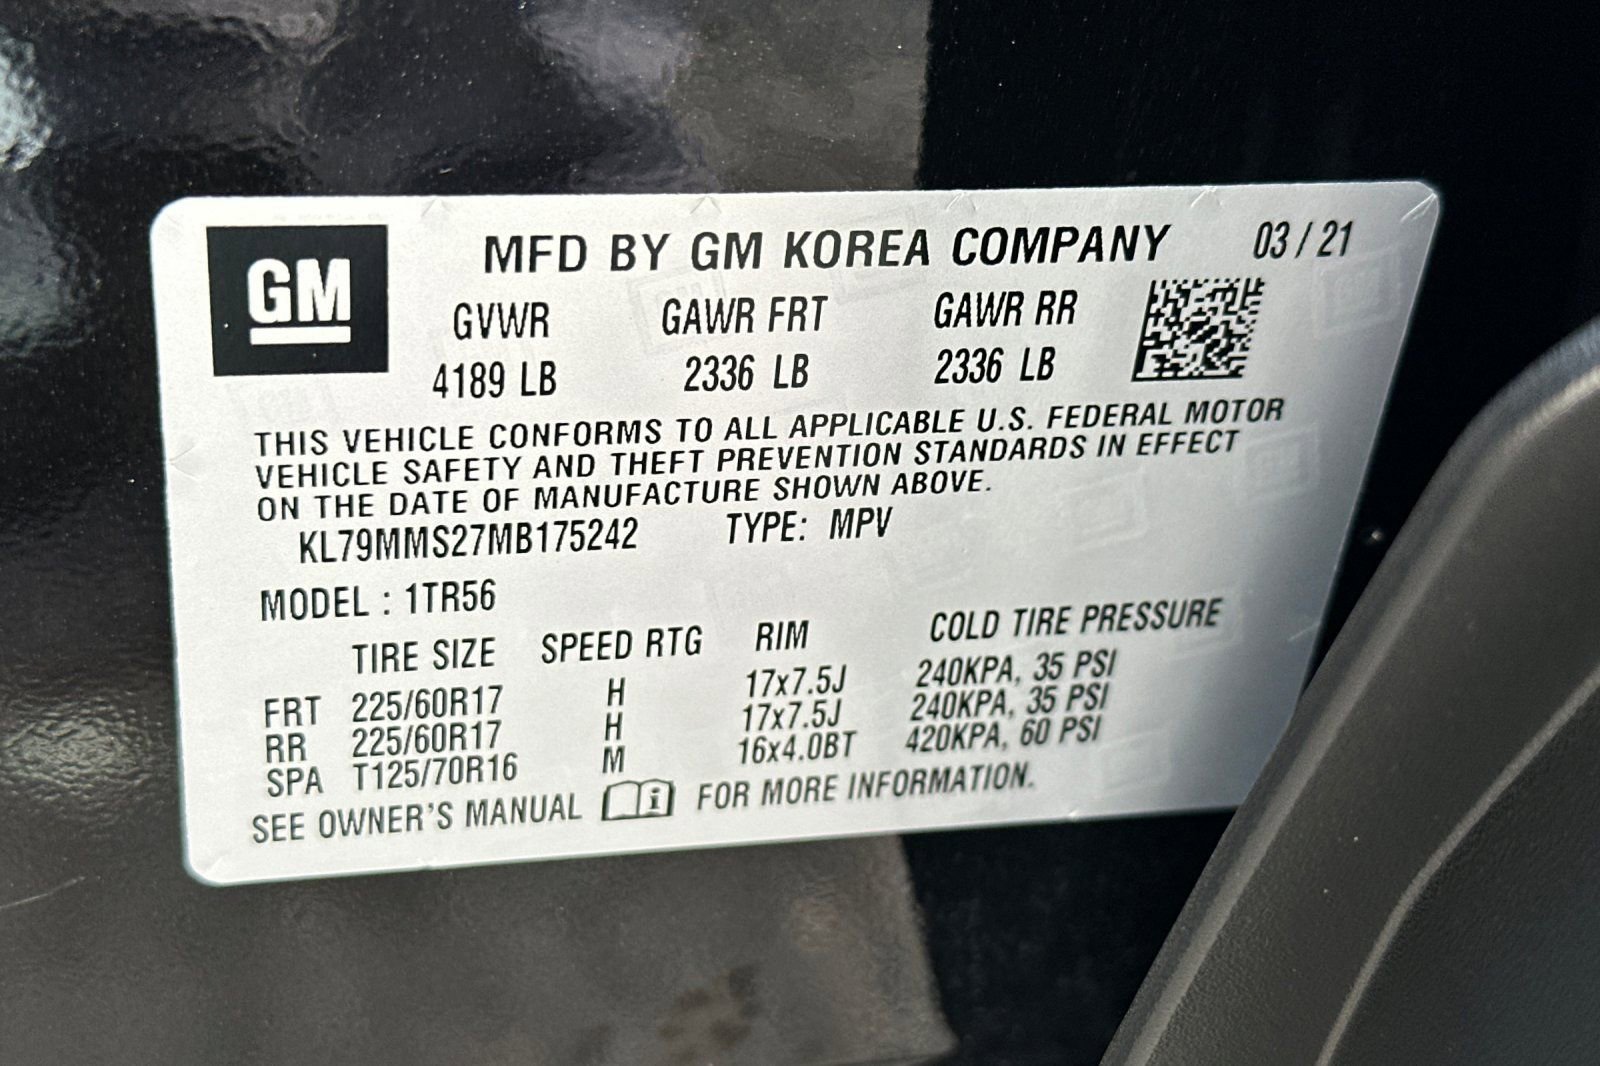 GM
MFD BY GM KOREA COMPANY 03 / 21
GVWR GAWR FRT GAWR RR
4189 LB 2336 LB 2336 LB
THIS VEHICLE CONFORMS TO ALL APPLICABLE U.S. FEDERAL MOTOR
VEHICLE SAFETY AND THEFT PREVENTION STANDARDS IN EFFECT
ON THE DATE OF MANUFACTURE SHOWN ABOVE.
KL79MMS27MB175242 TYPE: MPV
MODEL : 1TR56
TIRE SIZE SPEED RTG RIM COLD TIRE PRESSURE
FRT 225/60R17 H 17x7.5J 240KPA, 35 PSI
RR 225/60R17 H 17x7.5J 240KPA, 35 PSI
SPA T125/70R16 M 16x4.0BT 420KPA, 60 PSI
SEE OWNER'S MANUAL i FOR MORE INFORMATION.